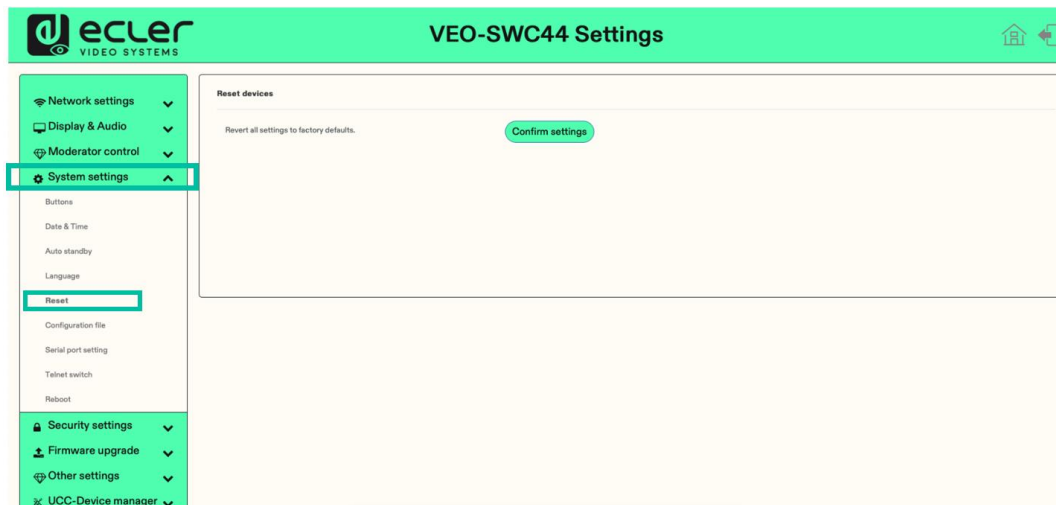 ecler
VIDEO SYSTEMS
VEO-SWC44 Settings
Network settings
Display & Audio
Moderator control
System settings
Buttons
Date & Time
Auto standby
Language
Reset
Configuration file
Serial port setting
Telnet switch
Reboot
Security settings
Firmware upgrade
Other settings
UCC-Device manager
Reset devices
Revert all settings to factory defaults.
Confirm settings